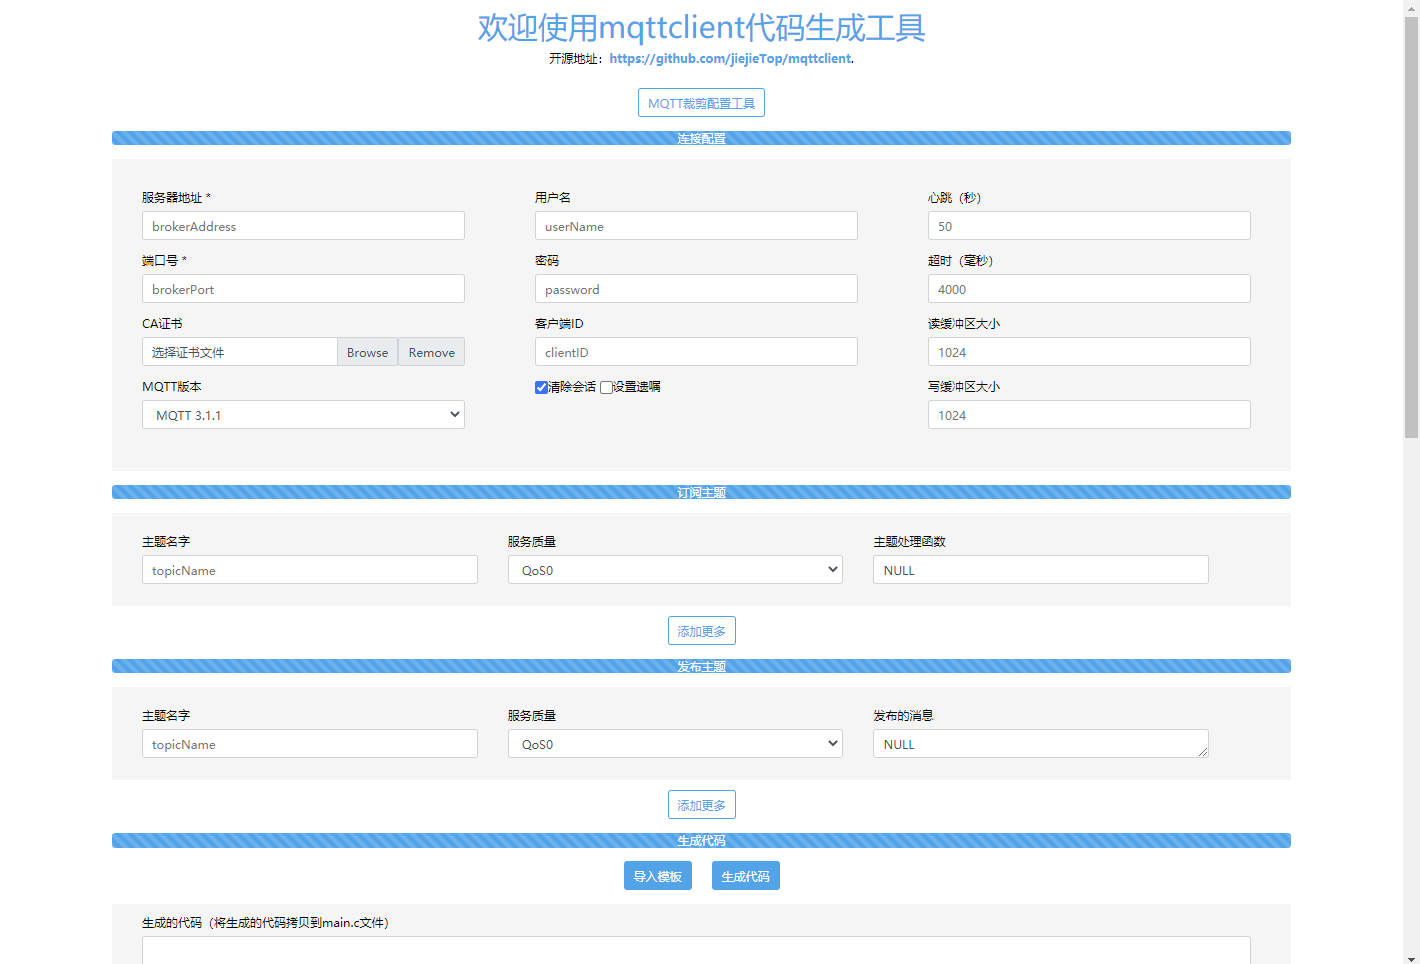 欢迎使用mqttclient代码生成工具
开源地址：https://github.com/jiejieTop/mqttclient.
MQTT裁剪配置工具
连接配置
服务器地址 * 用户名 心跳（秒）
brokerAddress userName 50
端口号 * 密码 超时（毫秒）
brokerPort password 4000
CA证书 客户端ID 读缓冲区大小
选择证书文件 Browse Remove clientID 1024
MQTT版本 清除会话 设置遗嘱 写缓冲区大小
MQTT 3.1.1 1024
订阅主题
主题名字 服务质量 主题处理函数
topicName QoS0 NULL
添加更多
发布主题
主题名字 服务质量 发布的消息
topicName QoS0 NULL
添加更多
生成代码
导入模板 生成代码
生成的代码（将生成的代码拷贝到main.c文件）